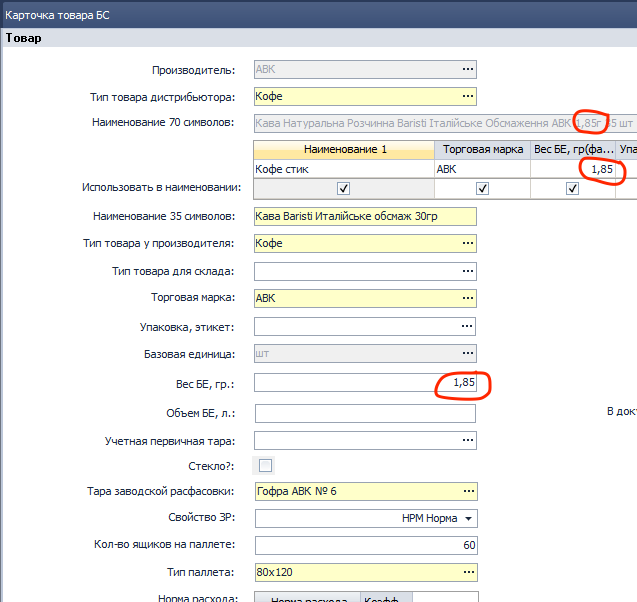 Карточка товара БС
Товар
Производитель: АВК ...
Тип товара дистрибьютора: Кофе ...
Наименование 70 символов: Кава Натуральна Розчинна Baristi Італійське Обсмаження АВК 1,85г 25 шт
Наименование 1 Торговая марка Вес БЕ, гр(фа... Упа
Кофе стик АВК 1,85
Использовать в наименовании:
Наименование 35 символов: Кава Baristi Италійське обсмаж 30гр
Тип товара у производителя: Кофе ...
Тип товара для склада: ...
Торговая марка: АВК ...
Упаковка, этикет: ...
Базовая единица: шт ...
Вес БЕ, гр.: 1,85
Объем БЕ, л.:
В док
Учетная первичная тара: ...
Стекло?:
Тара заводской расфасовки: Гофра АВК № 6 ...
Свойство ЗР: НРМ Норма
Кол-во ящиков на паллете: 60
Тип паллета: 80x120 ...
Норма расхода: Норма расхода Коэфф